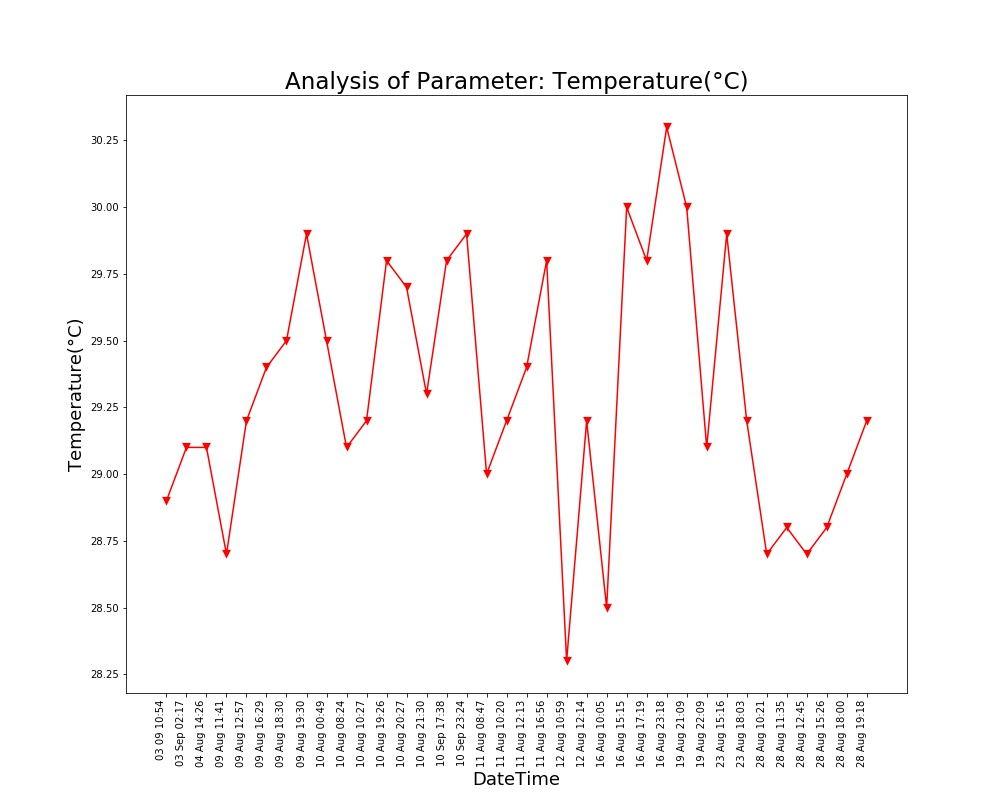 Analysis of Parameter: Temperature(°C)
Temperature(°C)
30.25
30.00
29.75
29.50
29.25
29.00
28.75
28.50
28.25
03 09 10:54
03 Sep 02:17
04 Aug 14:26
09 Aug 11:41
09 Aug 12:57
09 Aug 16:29
09 Aug 18:30
09 Aug 19:30
10 Aug 00:49
10 Aug 08:24
10 Aug 10:27
10 Aug 19:26
10 Aug 20:27
10 Aug 21:30
10 Sep 17:38
10 Sep 23:24
11 Aug 08:47
11 Aug 10:20
11 Aug 12:13
11 Aug 16:56
12 Aug 10:59
12 Aug 12:14
16 Aug 10:05
16 Aug 15:15
16 Aug 17:19
16 Aug 23:18
19 Aug 21:09
19 Aug 22:09
23 Aug 15:16
23 Aug 18:03
28 Aug 10:21
28 Aug 11:35
28 Aug 12:45
28 Aug 15:26
28 Aug 18:00
28 Aug 19:18
DateTime